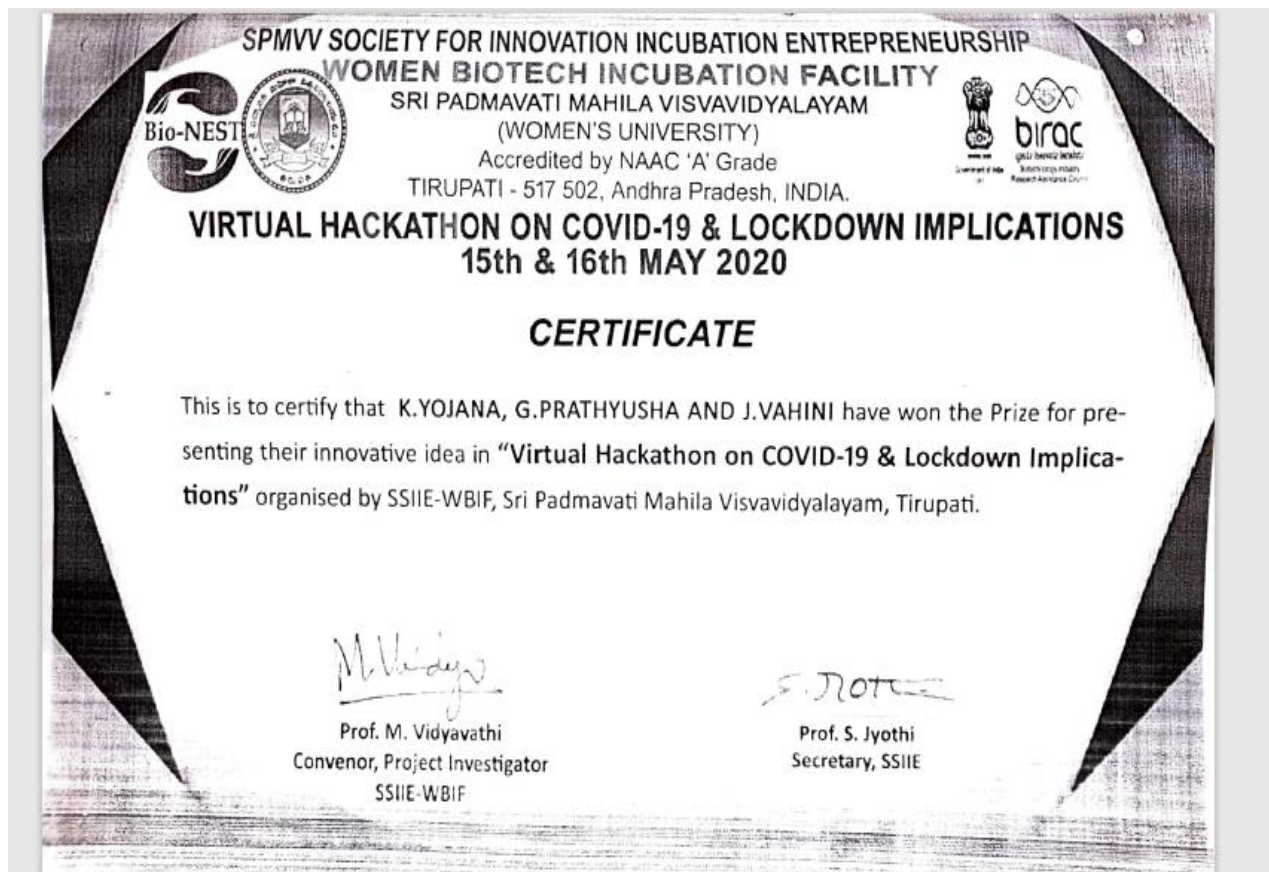 SPMVV SOCIETY FOR INNOVATION INCUBATION ENTREPRENEURSHIP
WOMEN BIOTECH INCUBATION FACILITY
SRI PADMAVATI MAHILA VISVAVIDYALAYAM
(WOMEN'S UNIVERSITY)
Accredited by NAAC 'A' Grade
TIRUPATI - 517 502, Andhra Pradesh, INDIA.
Bio-NEST
birac
VIRTUAL HACKATHON ON COVID-19 & LOCKDOWN IMPLICATIONS
15th & 16th MAY 2020
CERTIFICATE
This is to certify that K.YOJANA, G.PRATHYUSHA AND J.VAHINI have won the Prize for pre-
senting their innovative idea in "Virtual Hackathon on COVID-19 & Lockdown Implica-
tions" organised by SSIIE-WBIF, Sri Padmavati Mahila Visvavidyalayam, Tirupati.
Prof. M. Vidyavathi
Convenor, Project Investigator
SSIIE-WBIF
Prof. S. Jyothi
Secretary, SSIIE